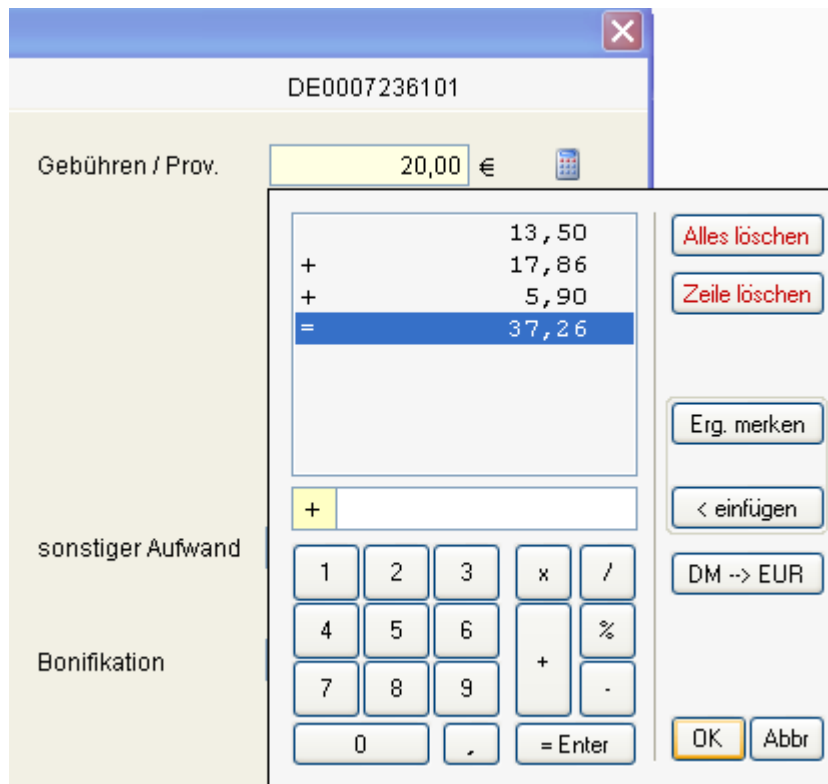 DE0007236101
Gebühren / Prov. 20,00 €
13,50
+ 17,86
+ 5,90
= 37,26
Alles löschen
Zeile löschen
Erg. merken
+
< einfügen
sonstiger Aufwand
DM --> EUR
1 2 3 x /
4 5 6 + %
Bonifikation
7 8 9 -
0 , = Enter
OK Abbr